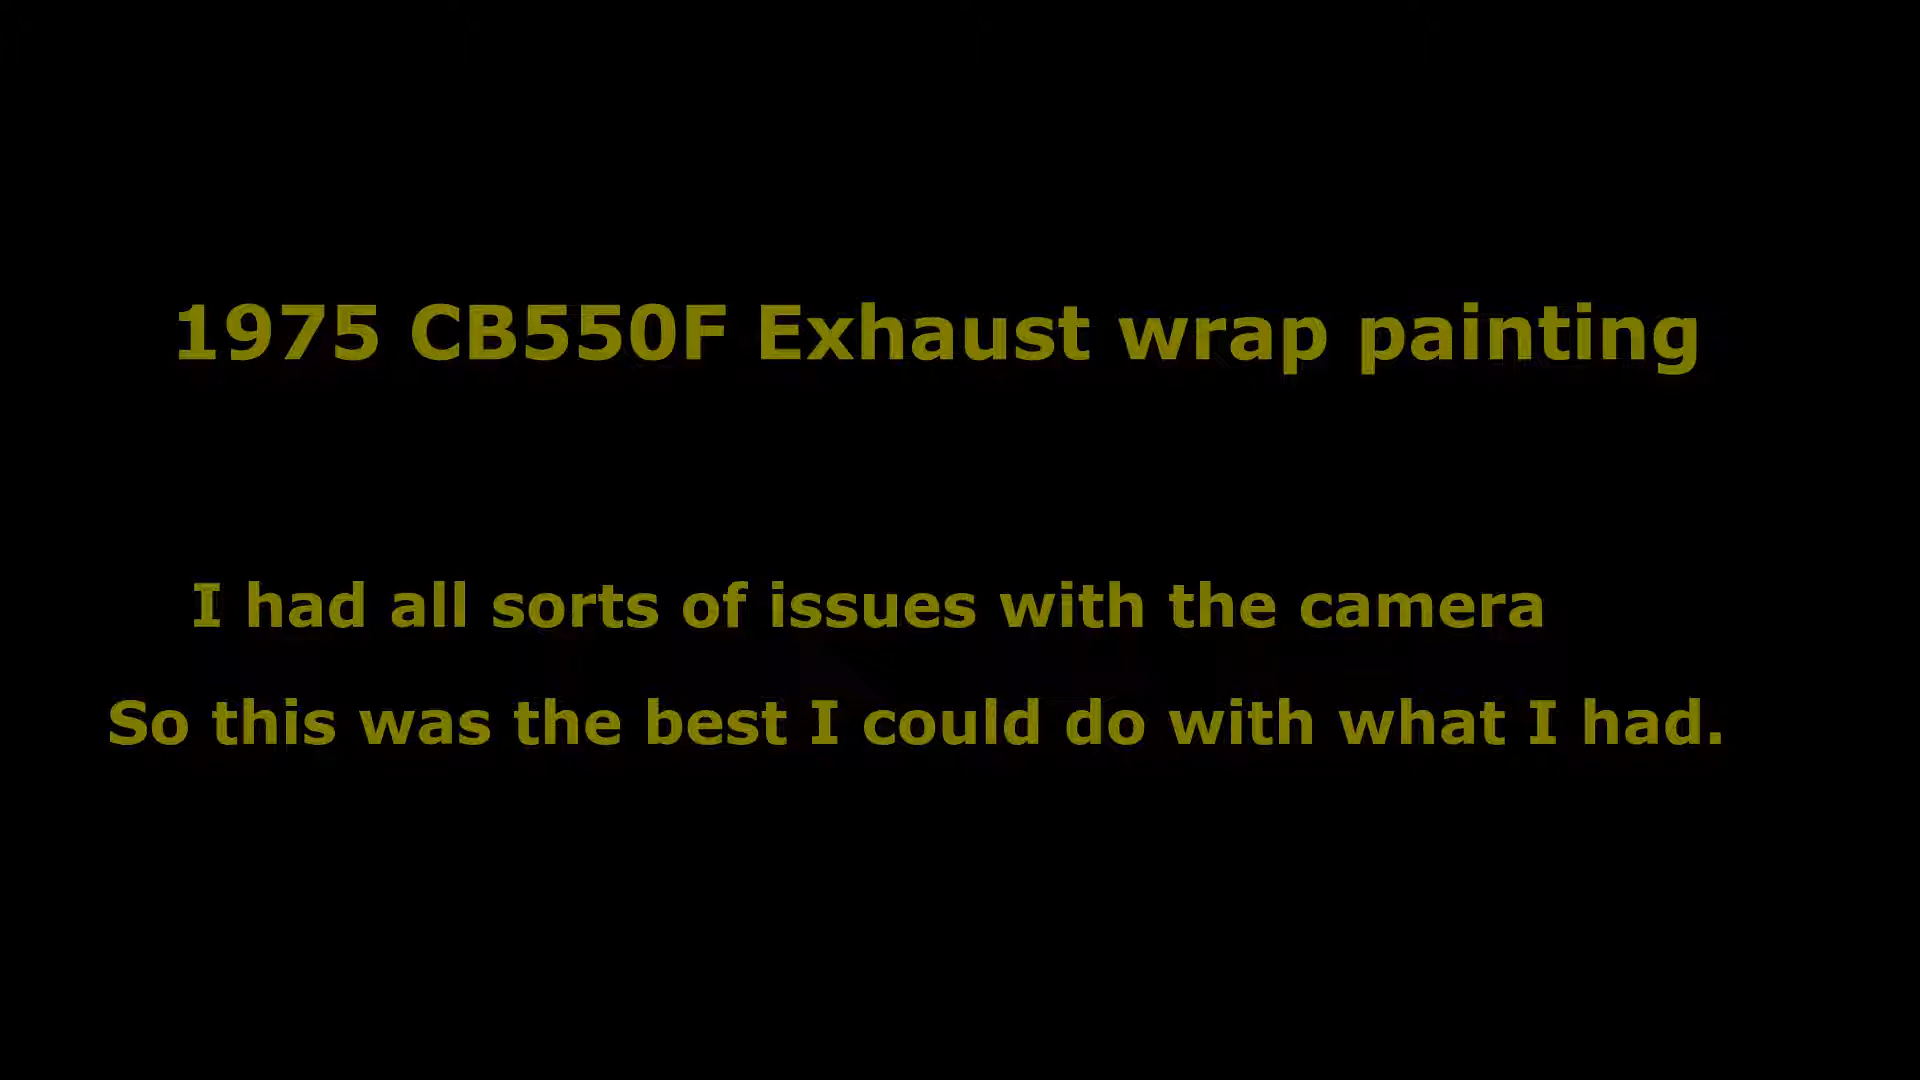 1975 CB550F Exhaust wrap painting
I had all sorts of issues with the camera
So this was the best I could do with what I had.